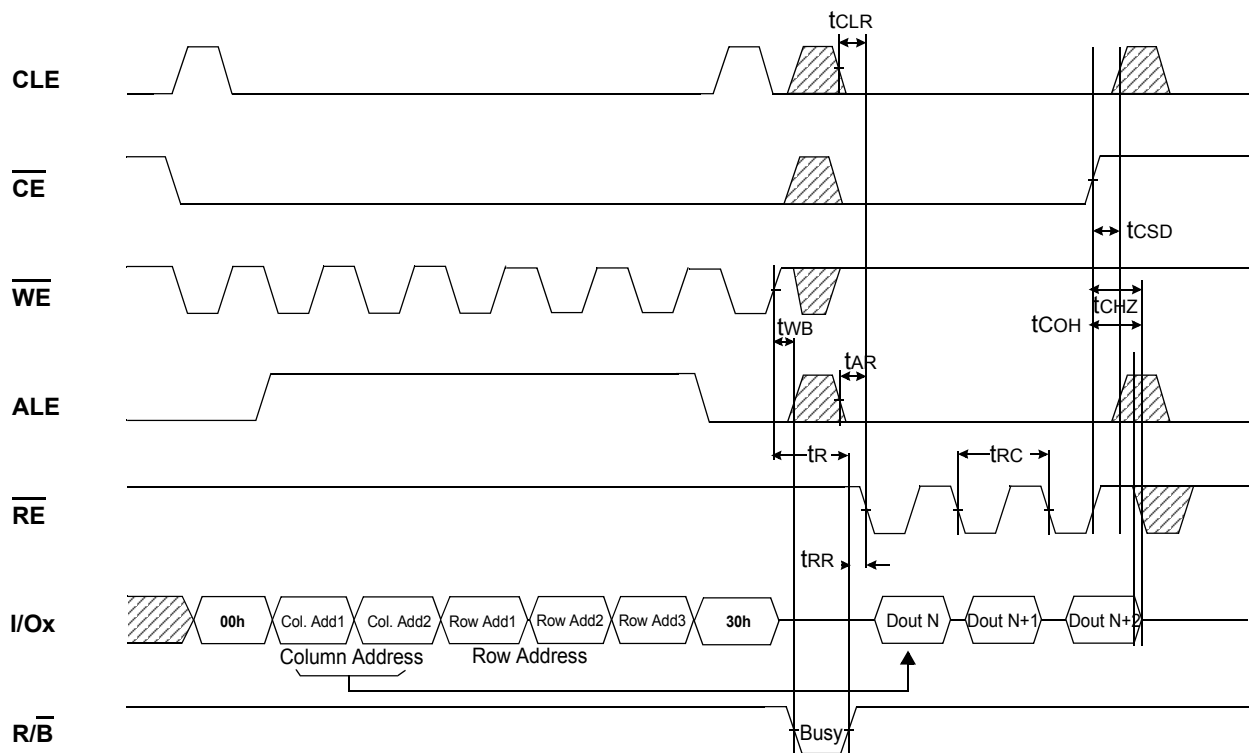 tCLR
CLE
CE
tCSD
WE
tCHZ
tCOH
tWB
tAR
ALE
tR
tRC
RE
tRR
I/Ox
00h
Col. Add1
Col. Add2
Row Add1
Row Add2
Row Add3
30h
Dout N
Dout N+1
Dout N+2
Column Address
Row Address
R/B
Busy